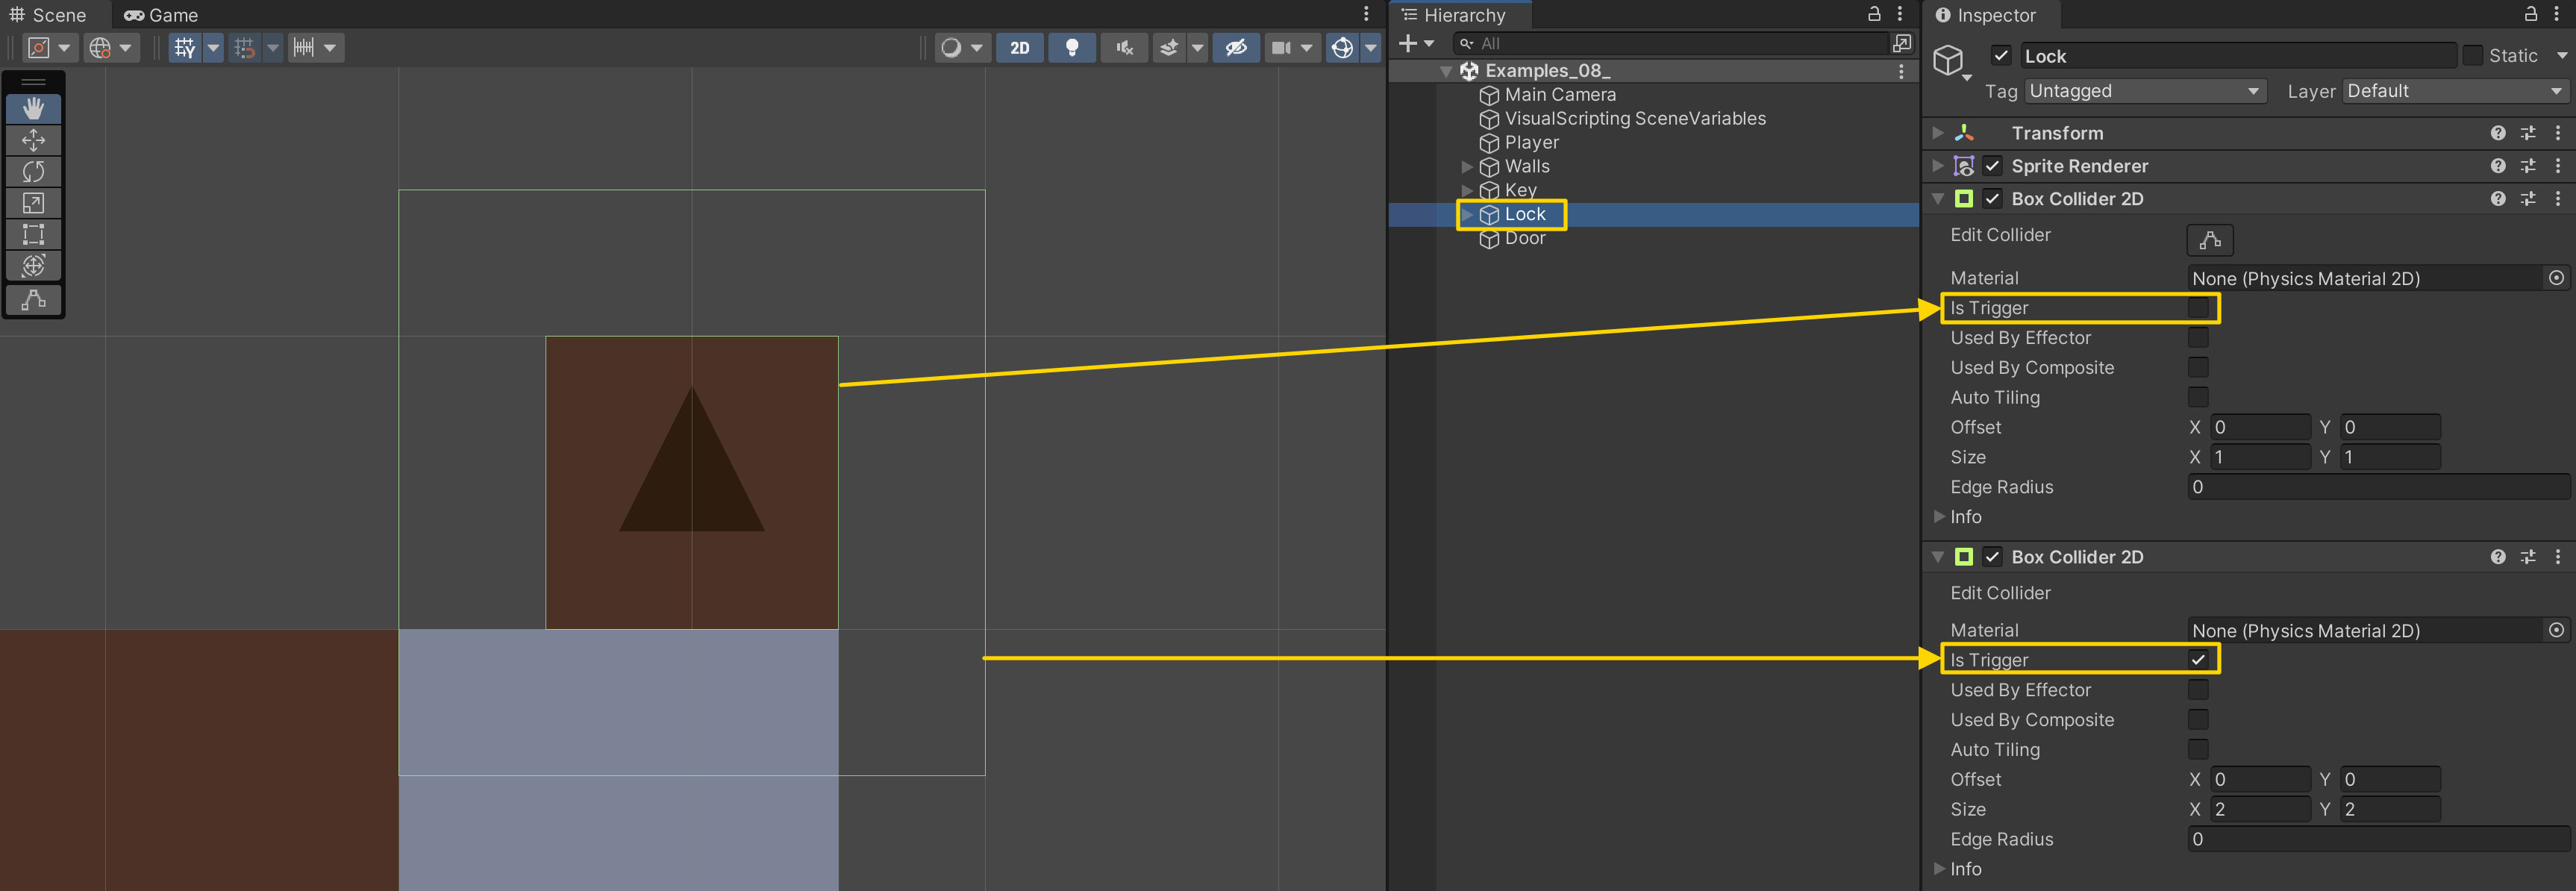 Scene
Game
2D
Hierarchy
All
Examples_08_
Main Camera
VisualScripting SceneVariables
Player
Walls
Key
Lock
Door
Inspector
Lock
Static
Tag Untagged
Layer Default
Transform
Sprite Renderer
Box Collider 2D
Edit Collider
Material None (Physics Material 2D)
Is Trigger
Used By Effector
Used By Composite
Auto Tiling
Offset X 0 Y 0
Size X 1 Y 1
Edge Radius 0
Info
Box Collider 2D
Edit Collider
Material None (Physics Material 2D)
Is Trigger
Used By Effector
Used By Composite
Auto Tiling
Offset X 0 Y 0
Size X 2 Y 2
Edge Radius 0
Info